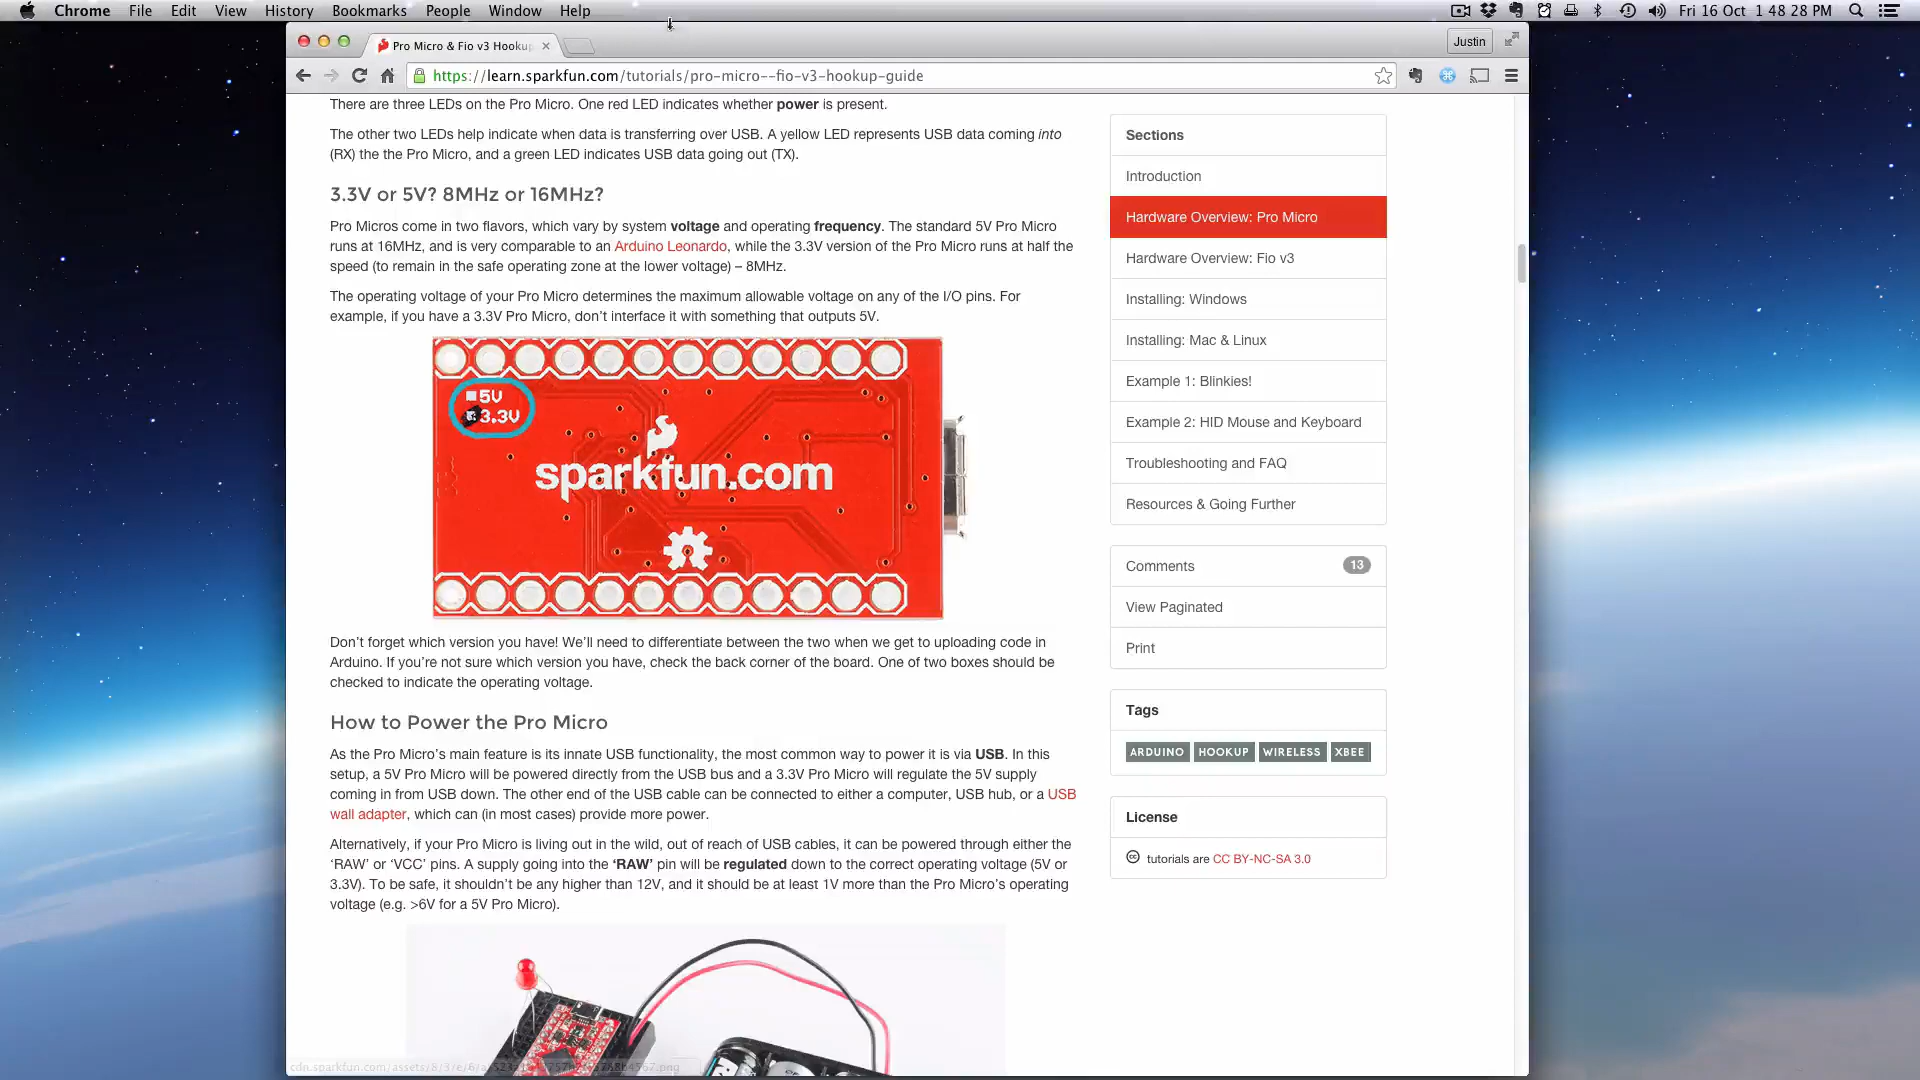 Chrome File Edit View History Bookmarks People Window Help
Fri 16 Oct 1 48 28 PM
Pro Micro & Fio v3 Hookup
Justin
https://learn.sparkfun.com/tutorials/pro-micro--fio-v3-hookup-guide
There are three LEDs on the Pro Micro. One red LED indicates whether power is present.
The other two LEDs help indicate when data is transferring over USB. A yellow LED represents USB data coming into
(RX) the the Pro Micro, and a green LED indicates USB data going out (TX).
3.3V or 5V? 8MHz or 16MHz?
Pro Micros come in two flavors, which vary by system voltage and operating frequency. The standard 5V Pro Micro
runs at 16MHz, and is very comparable to an Arduino Leonardo, while the 3.3V version of the Pro Micro runs at half the
speed (to remain in the safe operating zone at the lower voltage) – 8MHz.
The operating voltage of your Pro Micro determines the maximum allowable voltage on any of the I/O pins. For
example, if you have a 3.3V Pro Micro, don't interface it with something that outputs 5V.
5V
3.3V
sparkfun.com
Don't forget which version you have! We'll need to differentiate between the two when we get to uploading code in
Arduino. If you're not sure which version you have, check the back corner of the board. One of two boxes should be
checked to indicate the operating voltage.
How to Power the Pro Micro
As the Pro Micro's main feature is its innate USB functionality, the most common way to power it is via USB. In this
setup, a 5V Pro Micro will be powered directly from the USB bus and a 3.3V Pro Micro will regulate the 5V supply
coming in from USB down. The other end of the USB cable can be connected to either a computer, USB hub, or a USB
wall adapter, which can (in most cases) provide more power.
Alternatively, if your Pro Micro is living out in the wild, out of reach of USB cables, it can be powered through either the
'RAW' or 'VCC' pins. A supply going into the 'RAW' pin will be regulated down to the correct operating voltage (5V or
3.3V). To be safe, it shouldn't be any higher than 12V, and it should be at least 1V more than the Pro Micro's operating
voltage (e.g. >6V for a 5V Pro Micro).
Sections
Introduction
Hardware Overview: Pro Micro
Hardware Overview: Fio v3
Installing: Windows
Installing: Mac & Linux
Example 1: Blinkies!
Example 2: HID Mouse and Keyboard
Troubleshooting and FAQ
Resources & Going Further
Comments 13
View Paginated
Print
Tags
ARDUINO HOOKUP WIRELESS XBEE
License
tutorials are CC BY-NC-SA 3.0